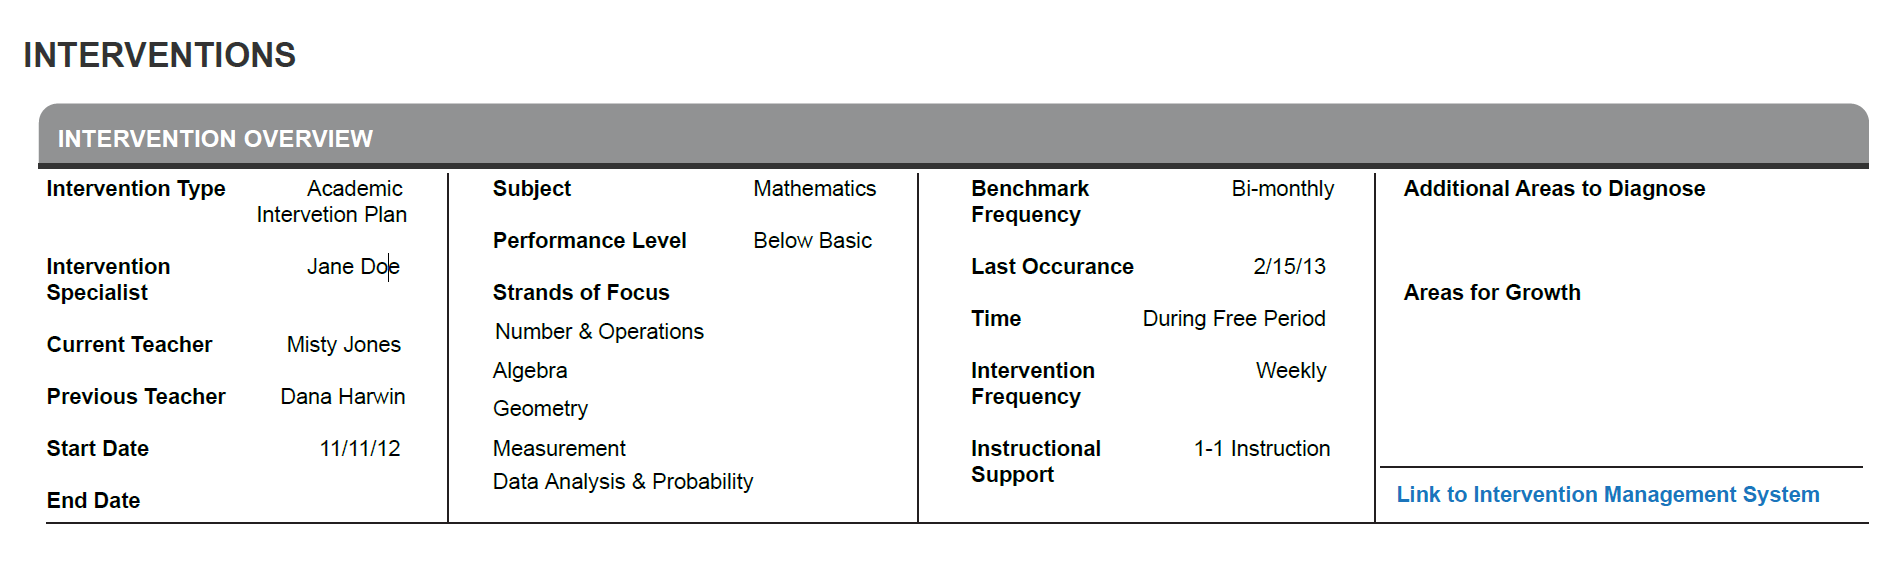 INTERVENTIONS
INTERVENTION OVERVIEW
Intervention Type Academic
Intervetion Plan
Intervention Jane Doe
Specialist
Current Teacher Misty Jones
Previous Teacher Dana Harwin
Start Date 11/11/12
End Date
Subject Mathematics
Performance Level Below Basic
Strands of Focus
Number & Operations
Algebra
Geometry
Measurement
Data Analysis & Probability
Benchmark Bi-monthly
Frequency
Last Occurance 2/15/13
Time During Free Period
Intervention Weekly
Frequency
Instructional 1-1 Instruction
Support
Additional Areas to Diagnose
Areas for Growth
Link to Intervention Management System